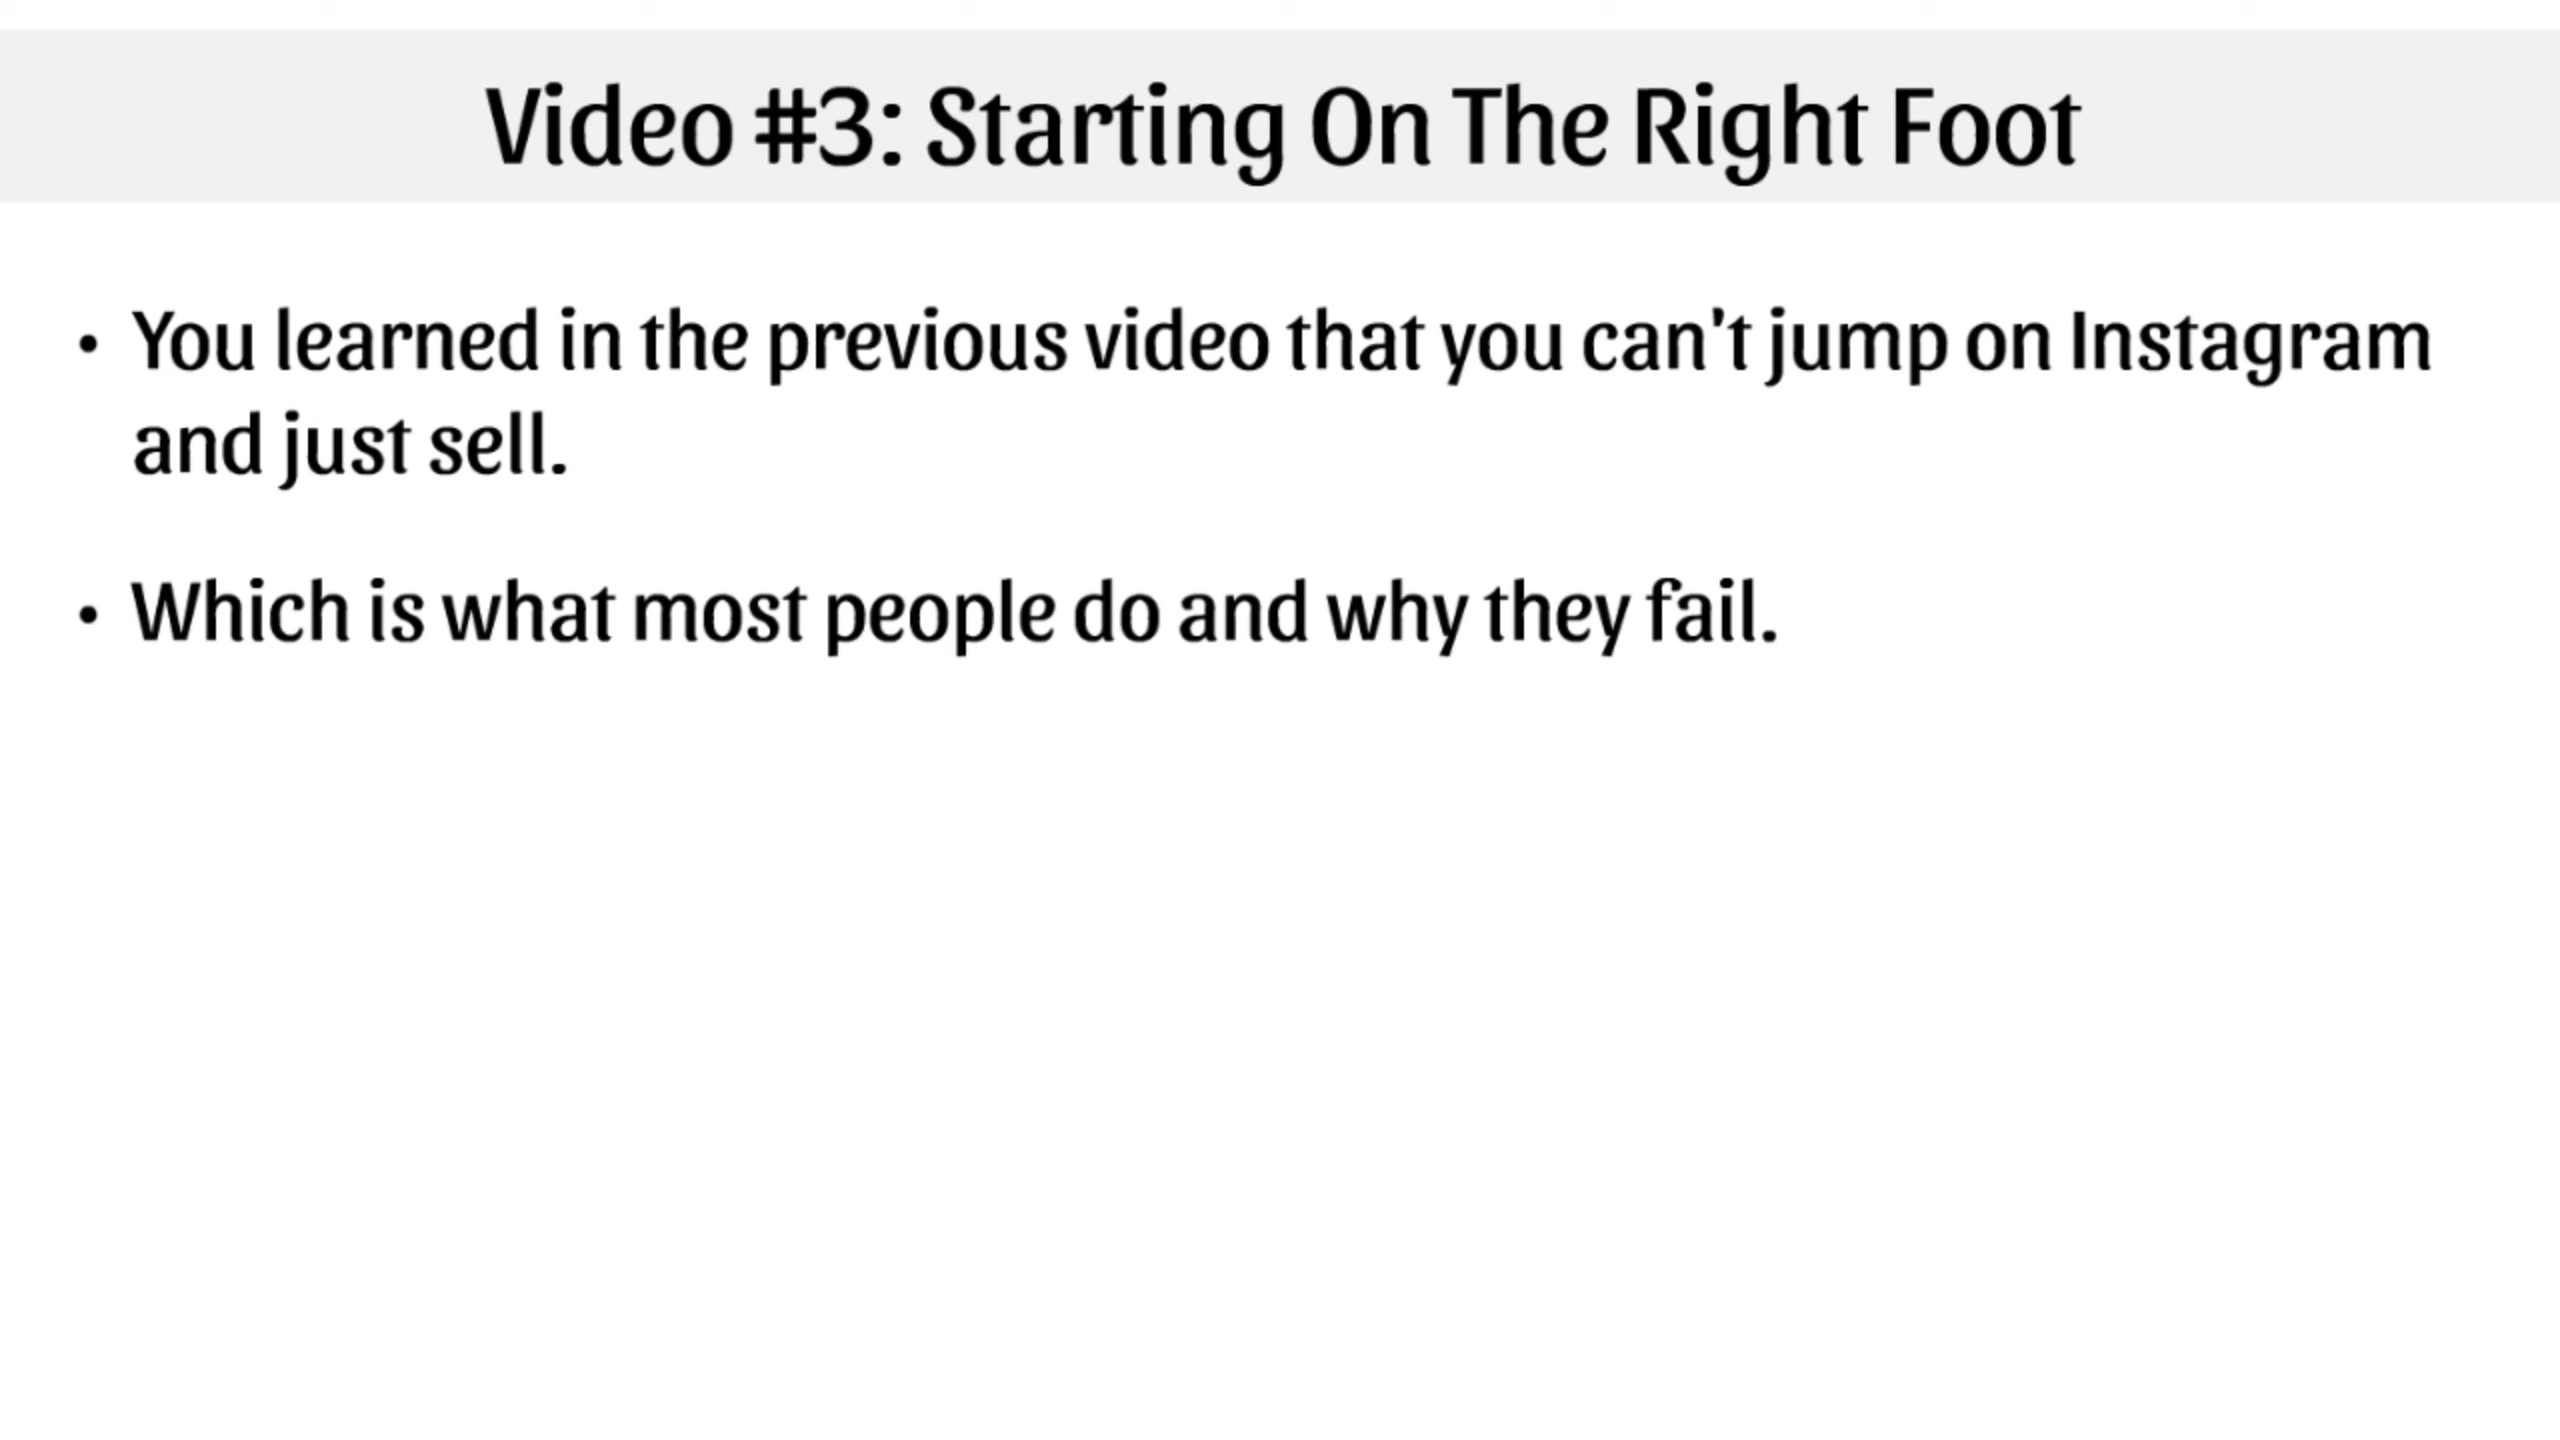 Video #3: Starting On The Right Foot
• You learned in the previous video that you can't jump on Instagram
and just sell.
• Which is what most people do and why they fail.